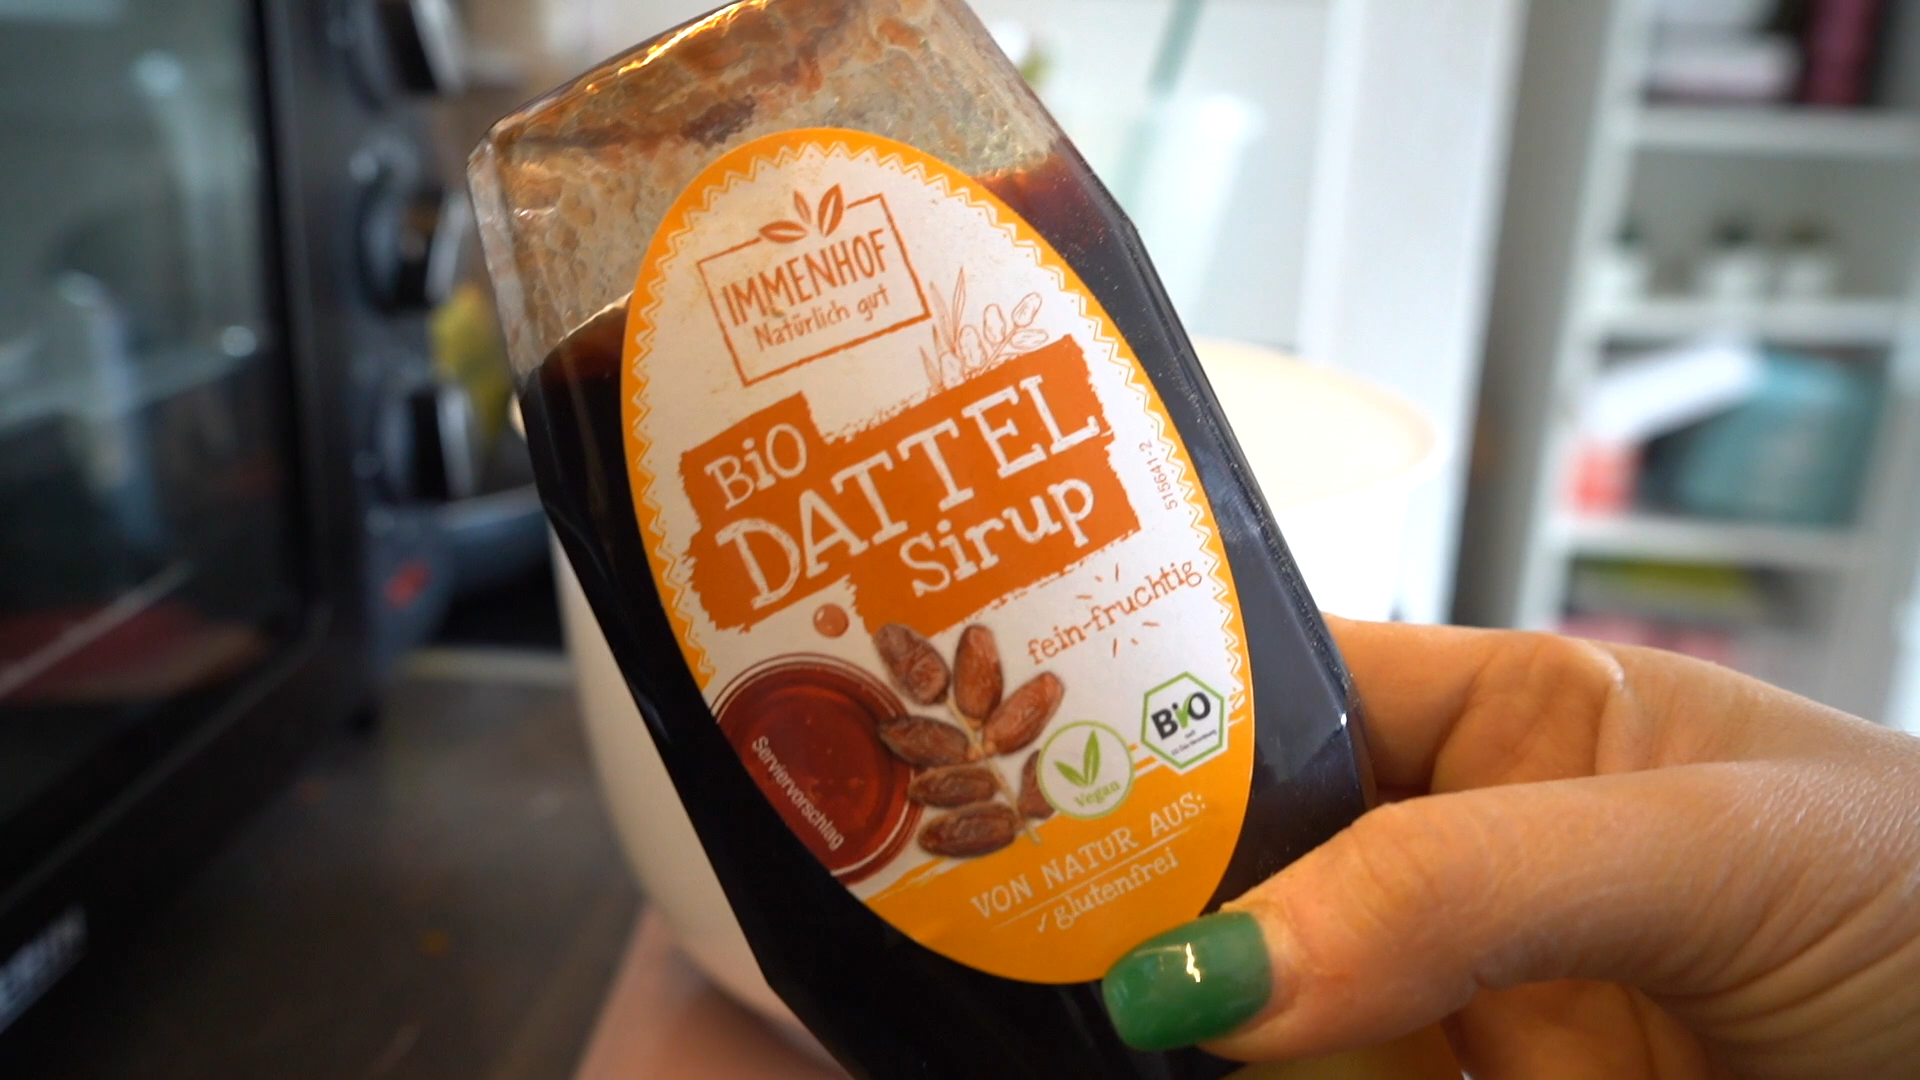 IMMENHOF
Natürlich gut
BiO
DATTEL
Sirup
515641-2
fein-fruchtig
BiO
Vegan
Serviervorschlag
VON NATUR AUS:
✓glutenfrei